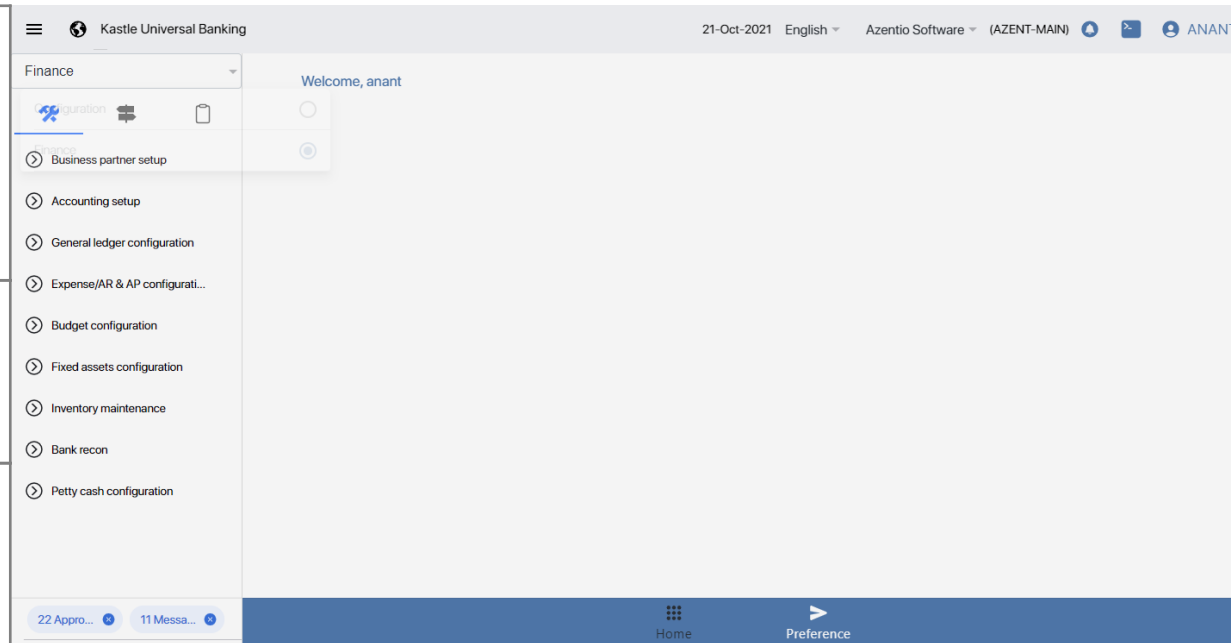 Kastle Universal Banking 21-Oct-2021 English Azentio Software (AZENT-MAIN) ANANT
Finance
Welcome, anant
Configuration
Finance
Business partner setup
Accounting setup
General ledger configuration
Expense/AR & AP configurati...
Budget configuration
Fixed assets configuration
Inventory maintenance
Bank recon
Petty cash configuration
22 Appro... 11 Messa...
Home Preference